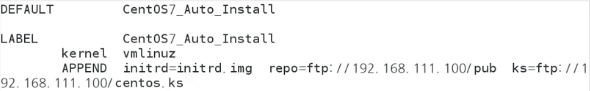 DEFAULT CentOS7_Auto_Install
LABEL CentOS7_Auto_Install
kernel vmlinuz
APPEND initrd=initrd.img repo=ftp://192.168.111.100/pub ks=ftp://1
92.168.111.100/centos.ks